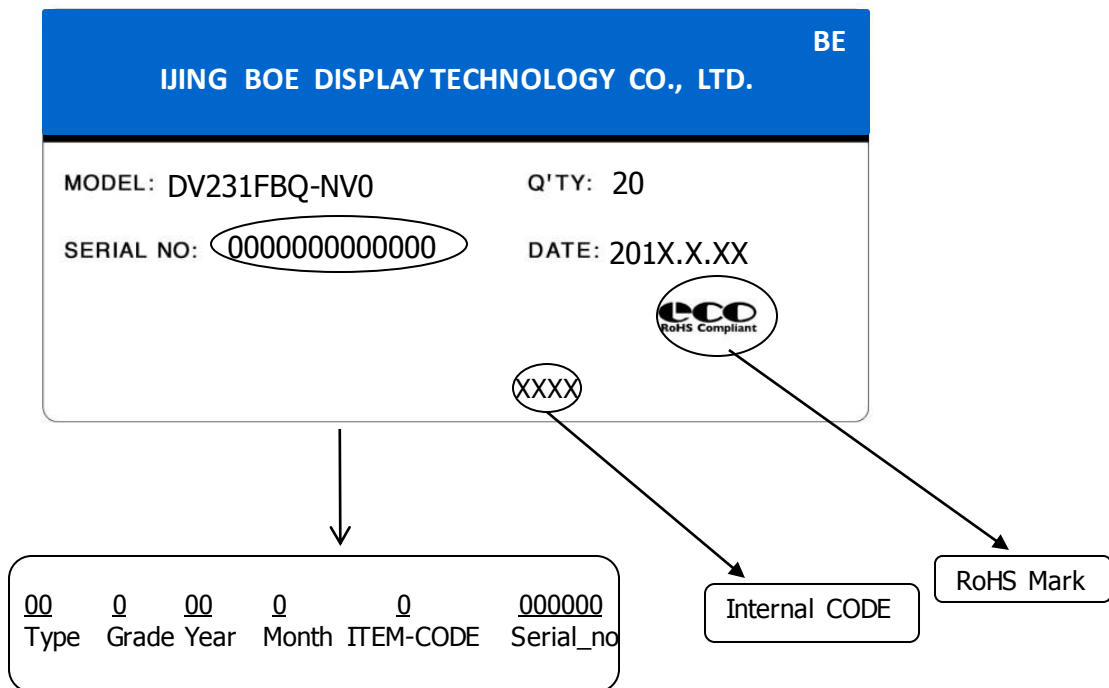 BE
IJING BOE DISPLAY TECHNOLOGY CO., LTD.
MODEL: DV231FBQ-NV0 Q'TY: 20
SERIAL NO: 0000000000000 DATE: 201X.X.XX
eco
RoHS Compliant
XXXX
RoHS Mark
Internal CODE
00 0 00 0 0 000000
Type Grade Year Month ITEM-CODE Serial_no